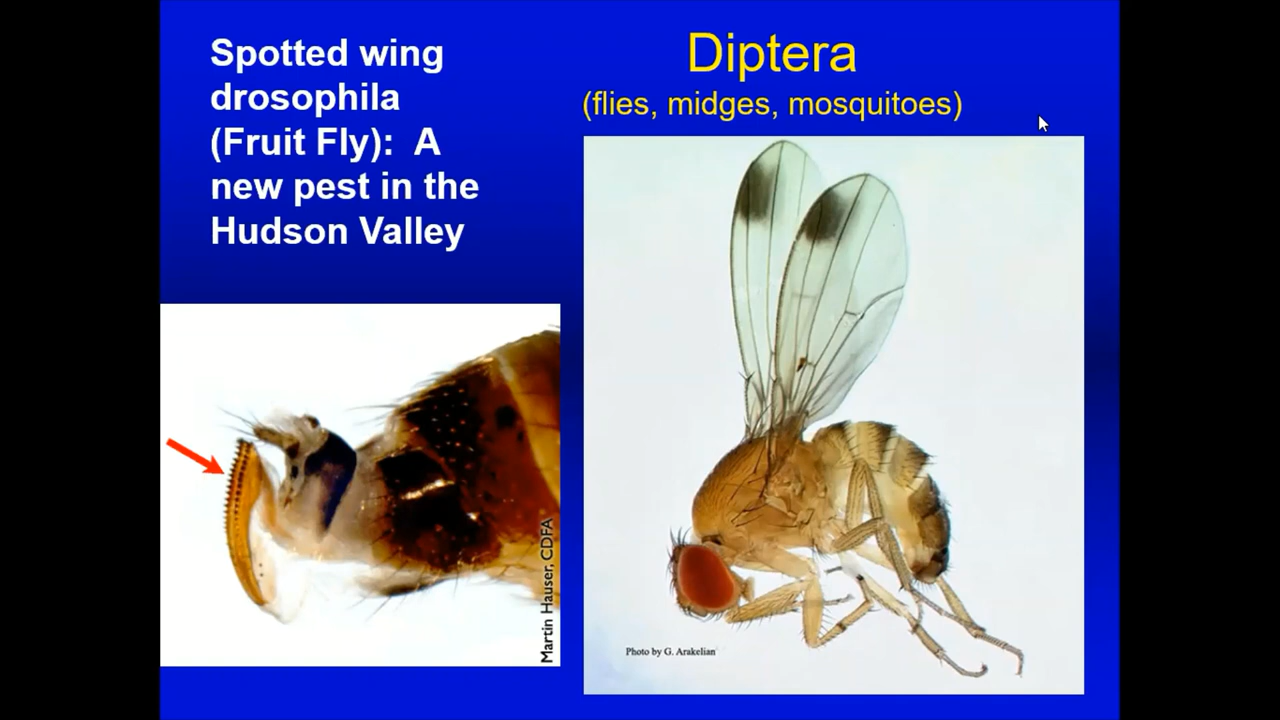 Spotted wing
drosophila
(Fruit Fly):  A
new pest in the
Hudson Valley
Diptera
(flies, midges, mosquitoes)
Martin Hauser, CDFA
Photo by G. Arakelian